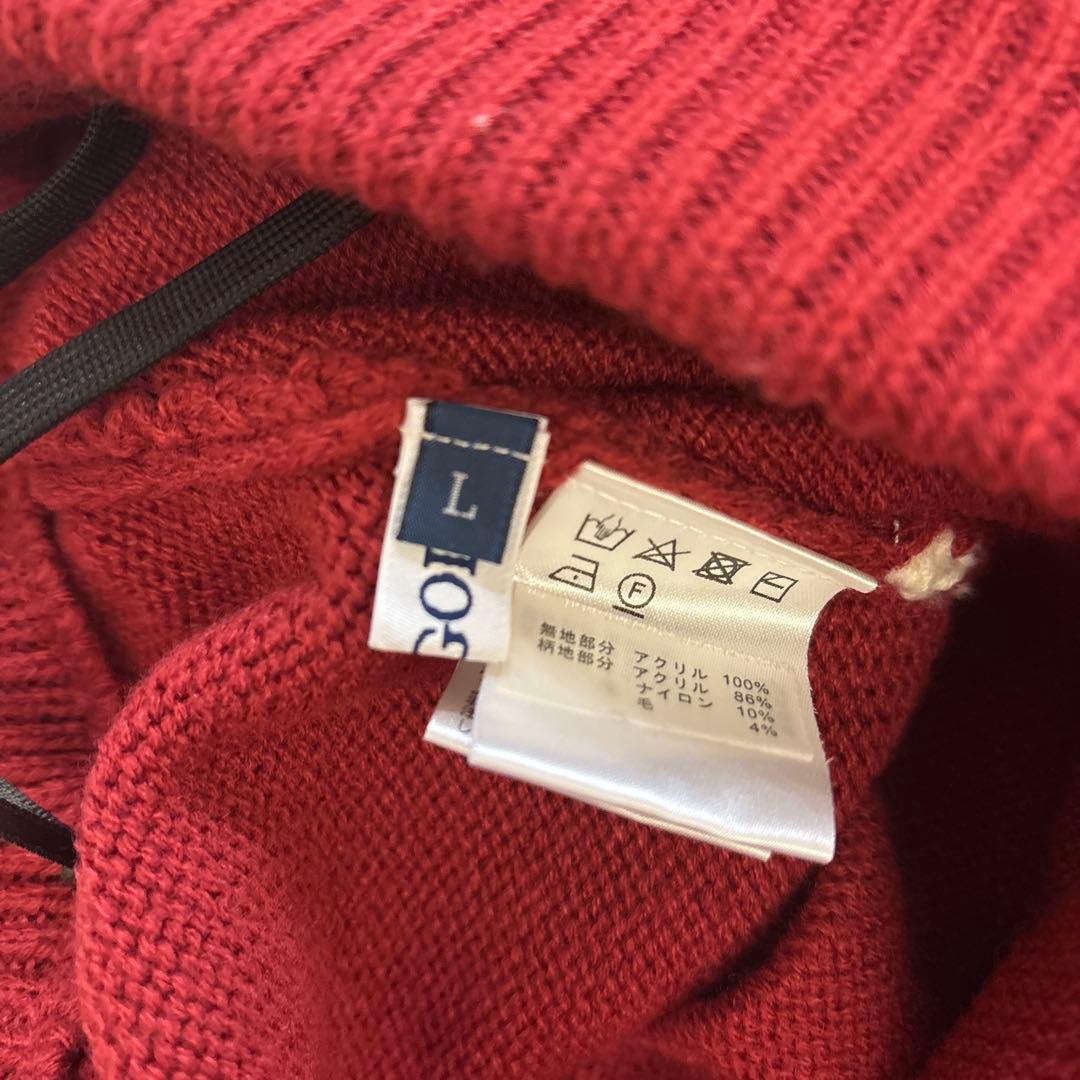 L
GO
F
無地部分 アクリル 100%
柄地部分 アクリル 86%
ナイロン 10%
毛 4%